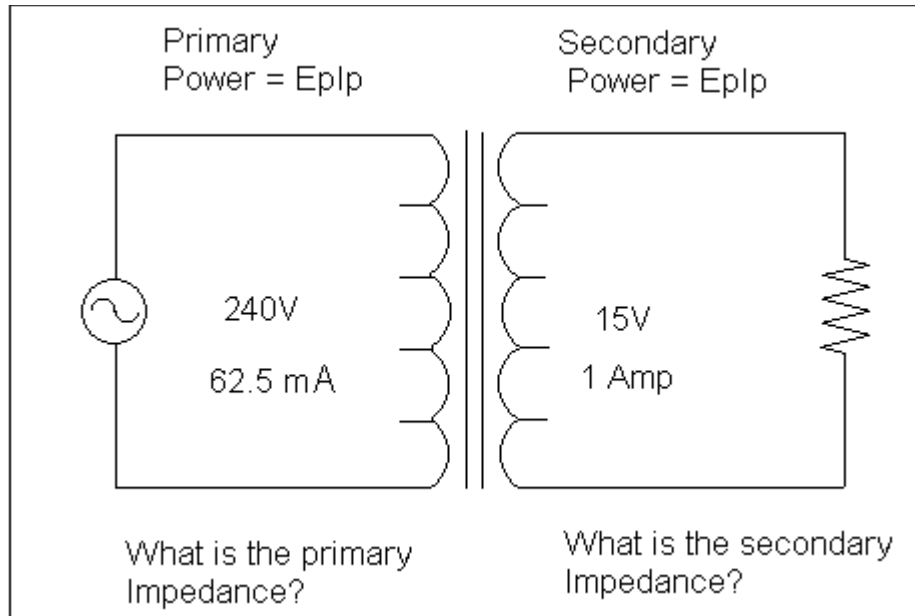 Primary
Power = EpIp
Secondary
Power = EpIp
240V
62.5 mA
15V
1 Amp
What is the primary
Impedance?
What is the secondary
Impedance?